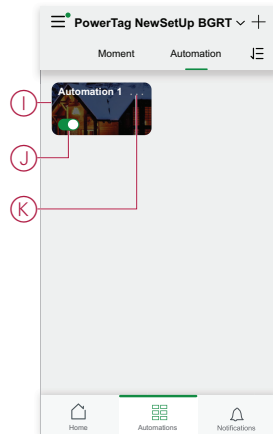 PowerTag NewSetUp BGRT
Moment Automation
I
Automation 1 ...
J
K
Home Automations Notifications